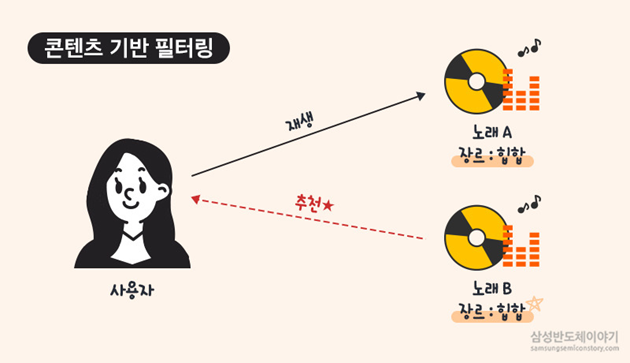 콘텐츠 기반 필터링
재생
노래 A
장르 : 힙합
추천★
사용자
노래 B
장르 : 힙합
삼성반도체이야기
samsungsemiconstory.com